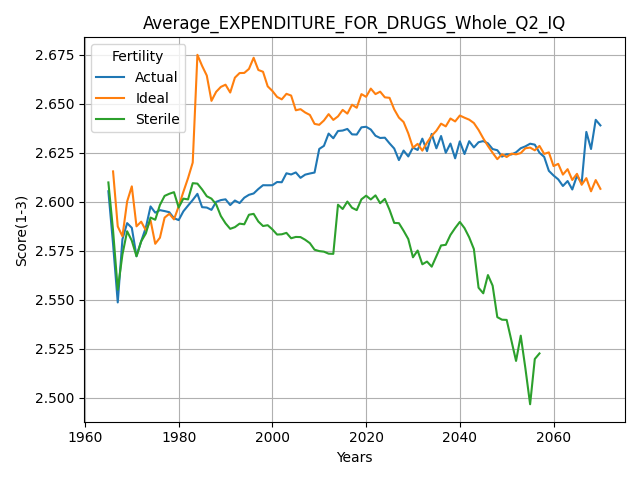 Average_EXPENDITURE_FOR_DRUGS_Whole_Q2_IQ
Fertility
Actual
Ideal
Sterile
Score(1-3)
2.675
2.650
2.625
2.600
2.575
2.550
2.525
2.500
1960 1980 2000 2020 2040 2060
Years